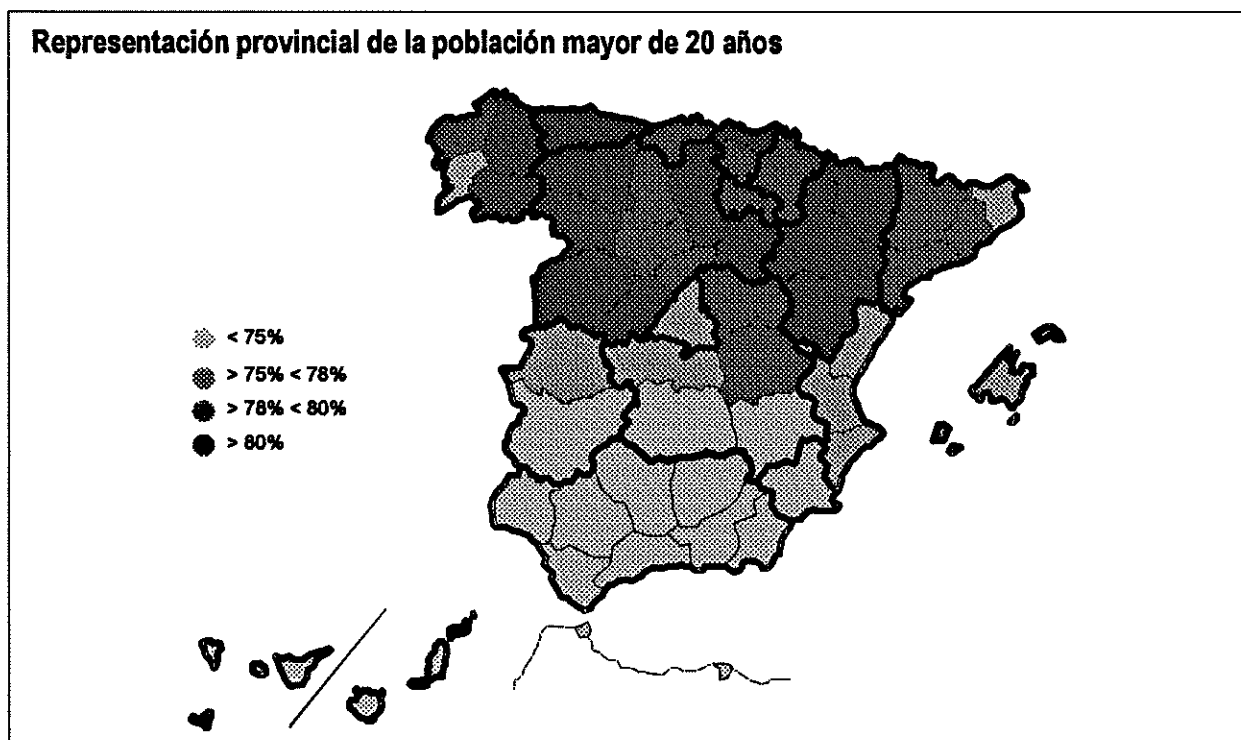 Representación provincial de la población mayor de 20 años
< 75%
> 75% < 78%
> 78% < 80%
> 80%